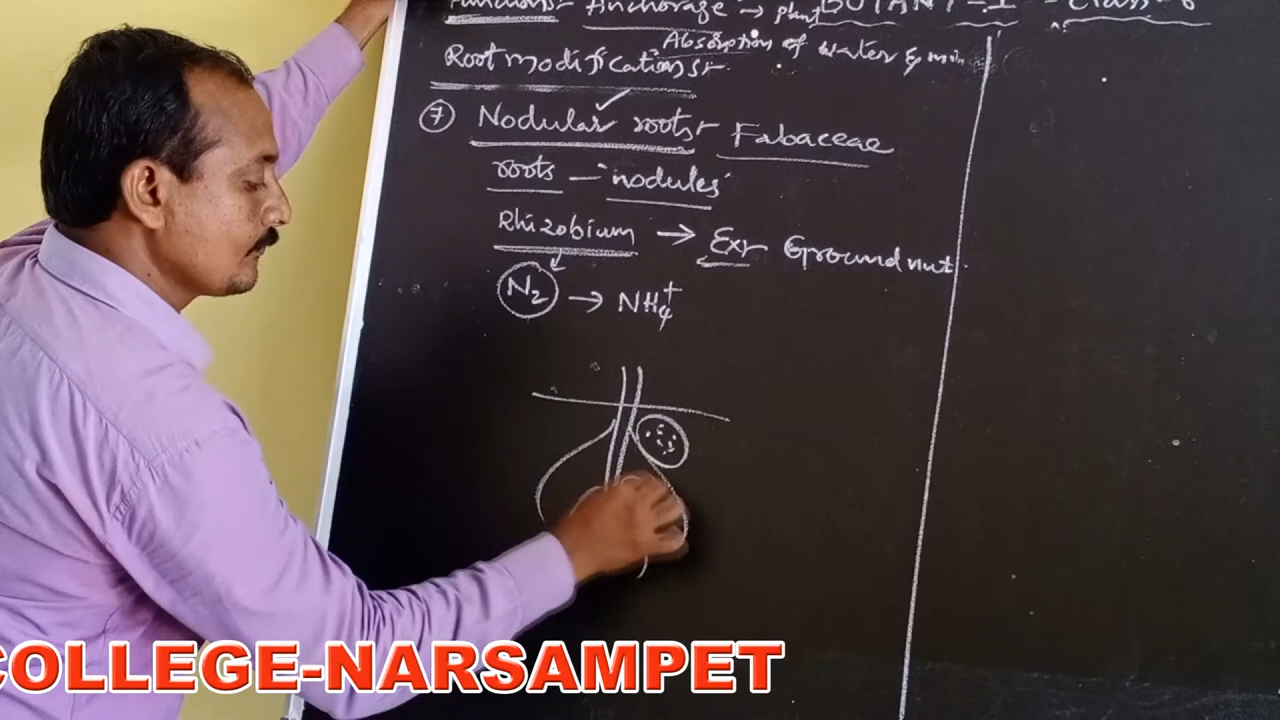 Functions:- Anchorage → plant BOTANY - I - Class - 6
Absorption of water & min
Root modifications:-
⑦ Nodular roots:- Fabaceae
roots - nodules
Rhizobium → Ex:- Groundnut.
N₂ → NH₄⁺
COLLEGE-NARSAMPET